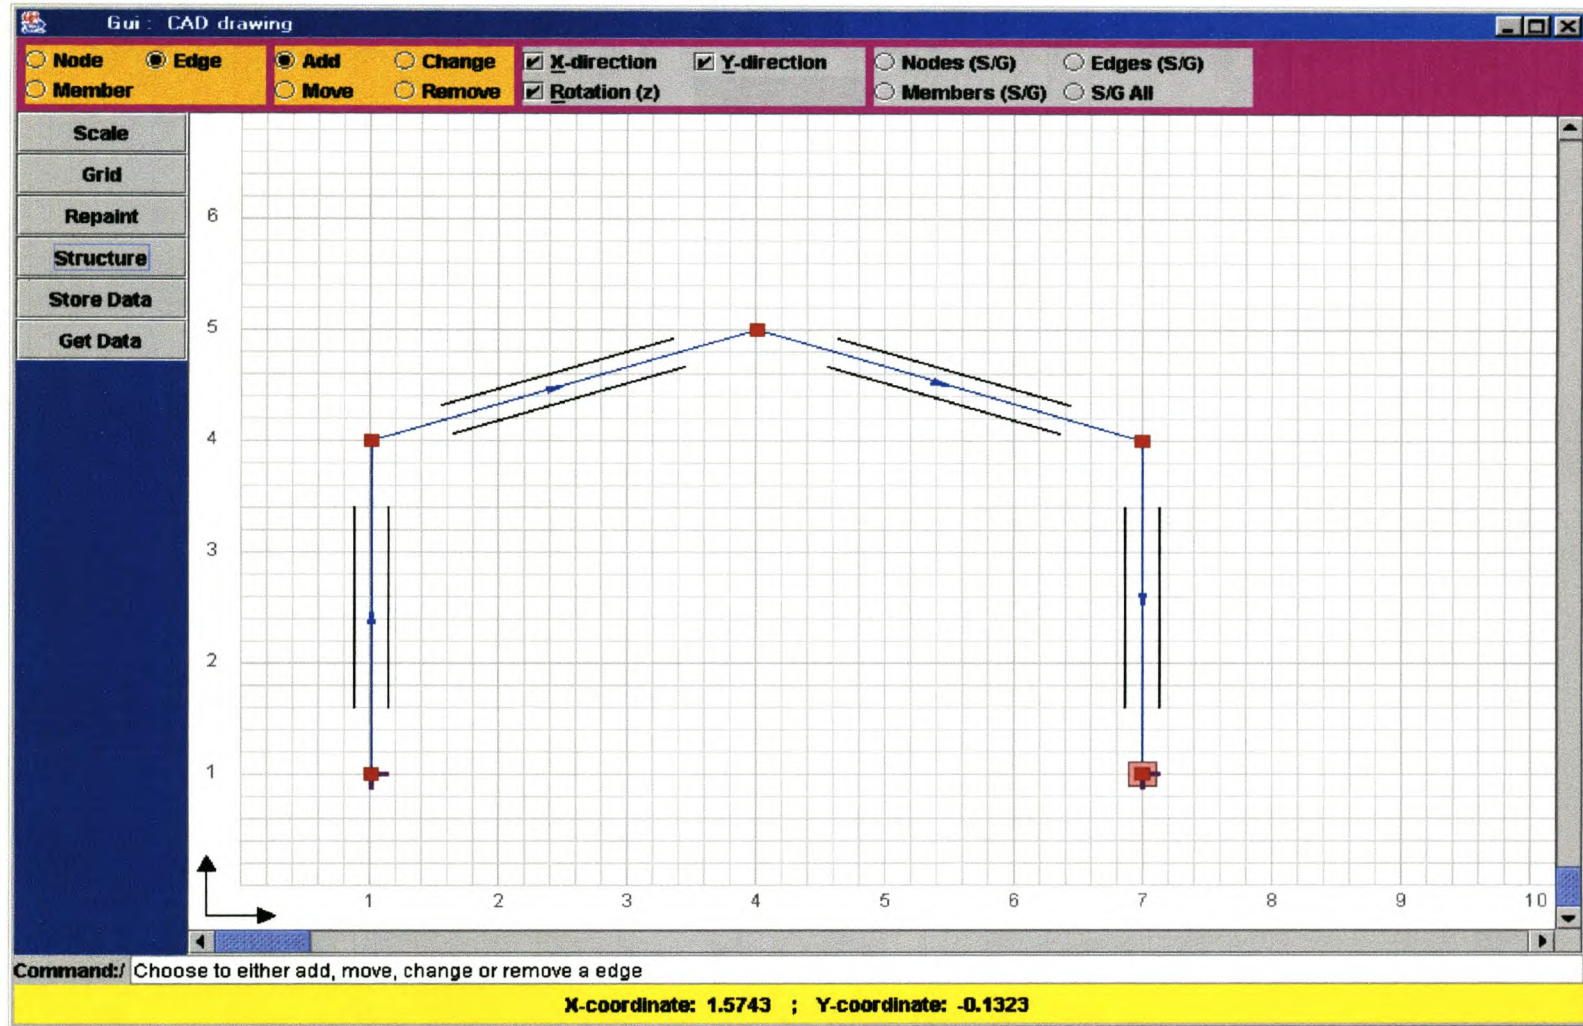 Gui : CAD drawing
Node Edge Add Change X-direction Y-direction Nodes (S/G) Edges (S/G)
Member Move Remove Rotation (z) Members (S/G) S/G All
Scale
Grid
Repaint
Structure
Store Data
Get Data
6
5
4
3
2
1
1 2 3 4 5 6 7 8 9 10
Command:/ Choose to either add, move, change or remove a edge
X-coordinate: 1.5743 ; Y-coordinate: -0.1323